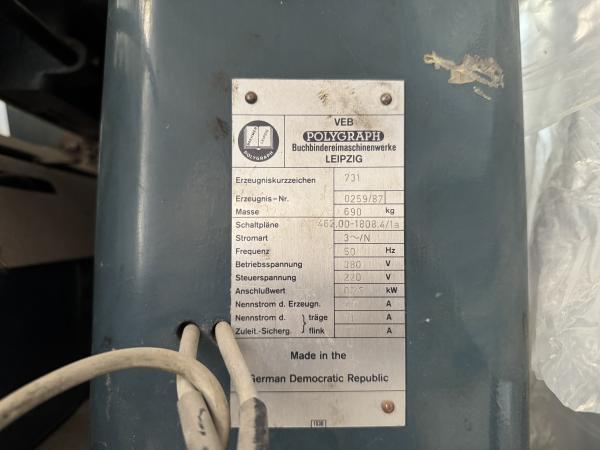 VEB
POLYGRAPH
Buchbindereimaschinenwerke
LEIPZIG
POLYGRAPH
Erzeugniskurzzeichen 731
Erzeugnis-Nr. 0259/87
Masse 690 kg
Schaltpläne 462.00-1808.4/1a
Stromart 3~/N
Frequenz 50 Hz
Betriebsspannung 380 V
Steuerspannung 220 V
Anschlußwert kW
Nennstrom d. Erzeugn. A
Nennstrom d. träge A
Zuleit.-Sicherg. flink A
Made in the
German Democratic Republic